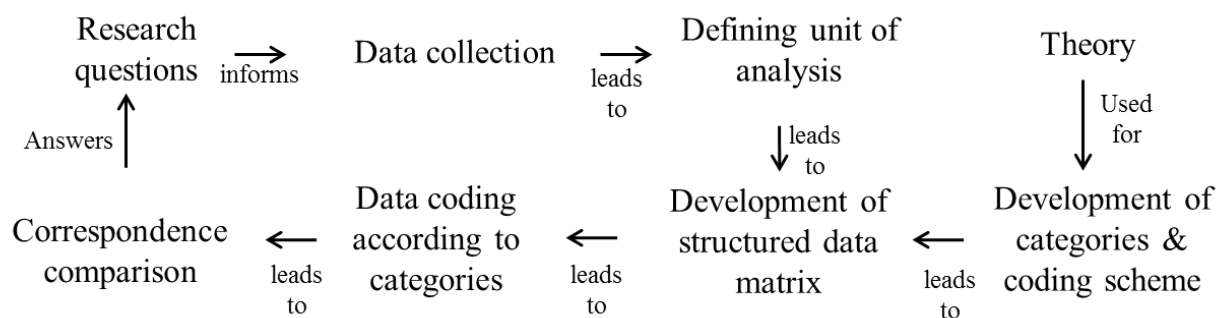 Research
questions
informs
Data collection
leads
to
Defining unit of
analysis
Theory
Answers
leads
to
Used
for
Correspondence
comparison
leads
to
Data coding
according to
categories
leads
to
Development of
structured data
matrix
leads
to
Development of
categories &
coding scheme